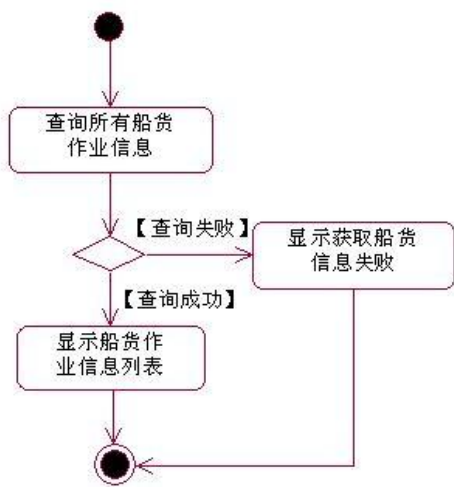 查询所有船货
作业信息
【查询失败】
显示获取船货
信息失败
【查询成功】
显示船货作
业信息列表